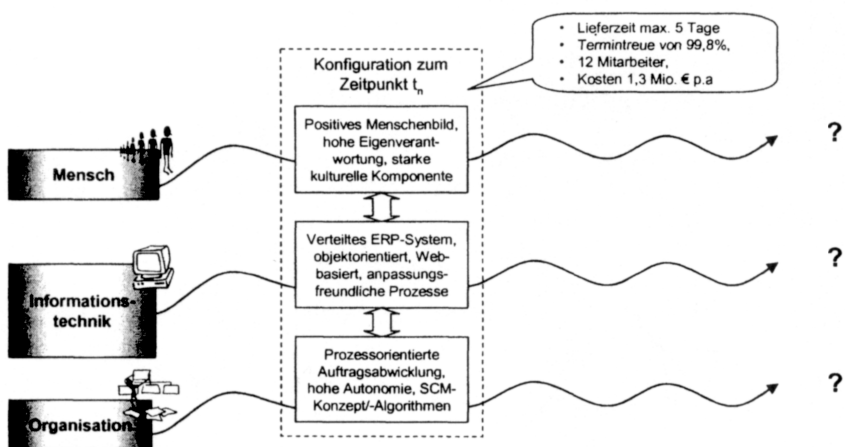 • Lieferzeit max. 5 Tage
• Termintreue von 99,8%,
• 12 Mitarbeiter,
• Kosten 1,3 Mio. € p.a
Konfiguration zum
Zeitpunkt tn
Mensch
Positives Menschenbild,
hohe Eigenverant-
wortung, starke
kulturelle Komponente
?
Informations-
technik
Verteiltes ERP-System,
objektorientiert, Web-
basiert, anpassungs-
freundliche Prozesse
?
Organisation
Prozessorientierte
Auftragsabwicklung,
hohe Autonomie, SCM-
Konzept/-Algorithmen
?